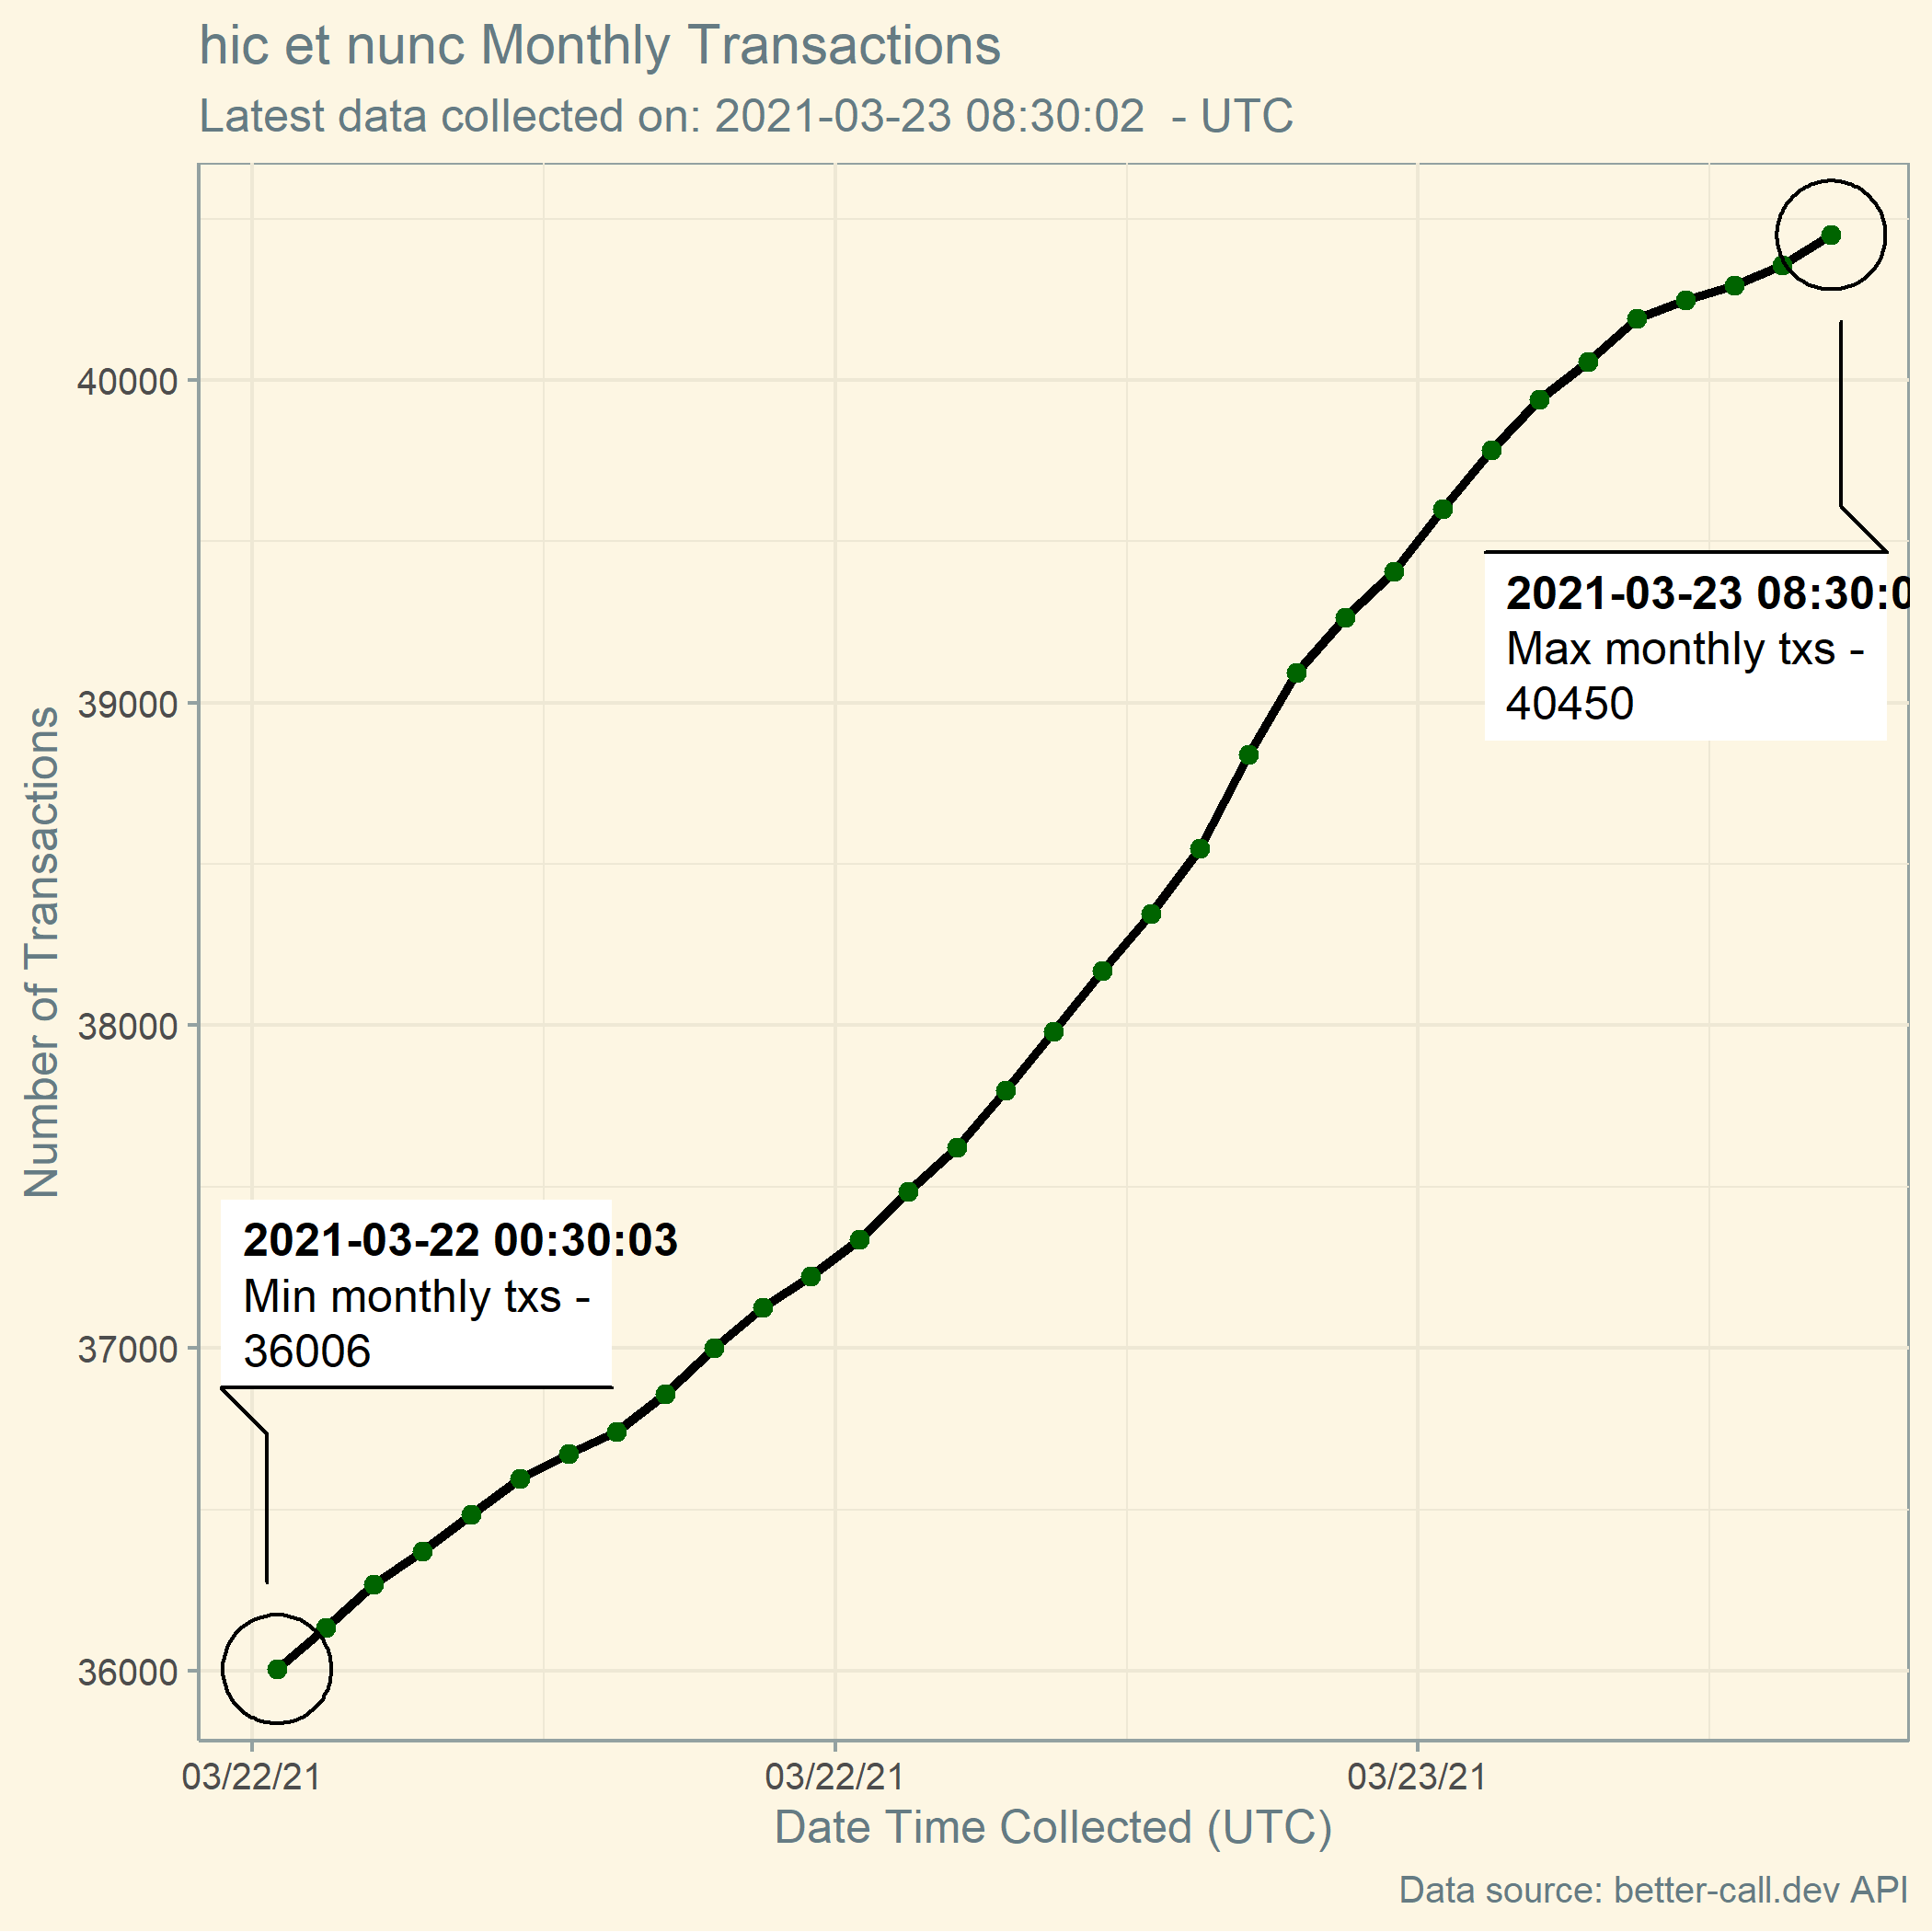 hic et nunc Monthly Transactions
Latest data collected on: 2021-03-23 08:30:02 - UTC
Number of Transactions
40000
39000
38000
37000
36000
2021-03-23 08:30:0
Max monthly txs -
40450
2021-03-22 00:30:03
Min monthly txs -
36006
03/22/21
03/22/21
03/23/21
Date Time Collected (UTC)
Data source: better-call.dev API